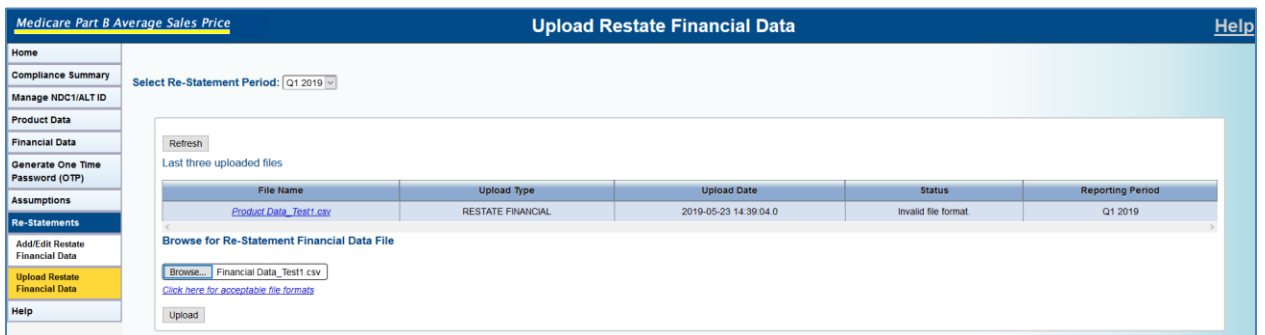 Medicare Part B Average Sales Price
Upload Restate Financial Data
Help
Home
Compliance Summary
Manage NDC1/ALT ID
Product Data
Financial Data
Generate One Time
Password (OTP)
Assumptions
Re-Statements
Add/Edit Restate
Financial Data
Upload Restate
Financial Data
Help
Select Re-Statement Period: Q1 2019
Refresh
Last three uploaded files
File Name Upload Type Upload Date Status Reporting Period
Product Data_Test1.csv RESTATE FINANCIAL 2019-05-23 14:39:04.0 Invalid file format. Q1 2019
Browse for Re-Statement Financial Data File
Browse... Financial Data_Test1.csv
Click here for acceptable file formats
Upload